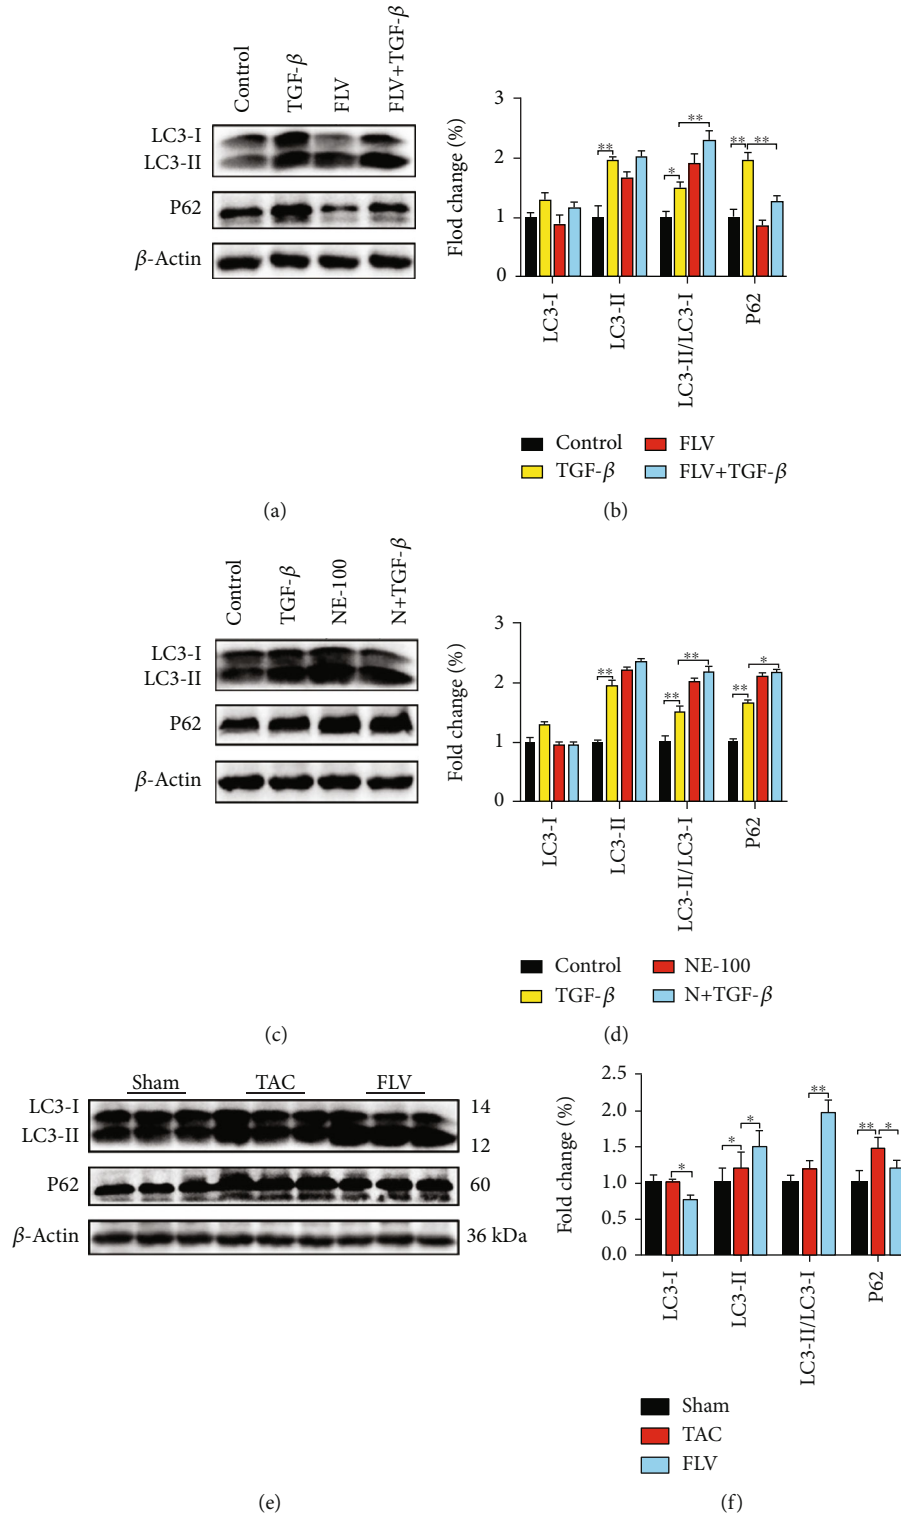 Control
TGF-β
FLV
FLV+TGF-β
LC3-I
LC3-II
P62
β-Actin
(a)
Flod change (%)
3
2
1
0
**
*
**
**
**
LC3-I
LC3-II
LC3-II/LC3-I
P62
Control
FLV
TGF-β
FLV+TGF-β
(b)
Control
TGF-β
NE-100
N+TGF-β
LC3-I
LC3-II
P62
β-Actin
(c)
Fold change (%)
3
2
1
0
**
**
**
**
*
LC3-I
LC3-II
LC3-II/LC3-I
P62
Control
NE-100
TGF-β
N+TGF-β
(d)
Sham
TAC
FLV
LC3-I
14
LC3-II
12
P62
60
β-Actin
36 kDa
(e)
Fold change (%)
2.5
2.0
1.5
1.0
0.5
0.0
*
*
*
**
**
*
LC3-I
LC3-II
LC3-II/LC3-I
P62
Sham
TAC
FLV
(f)